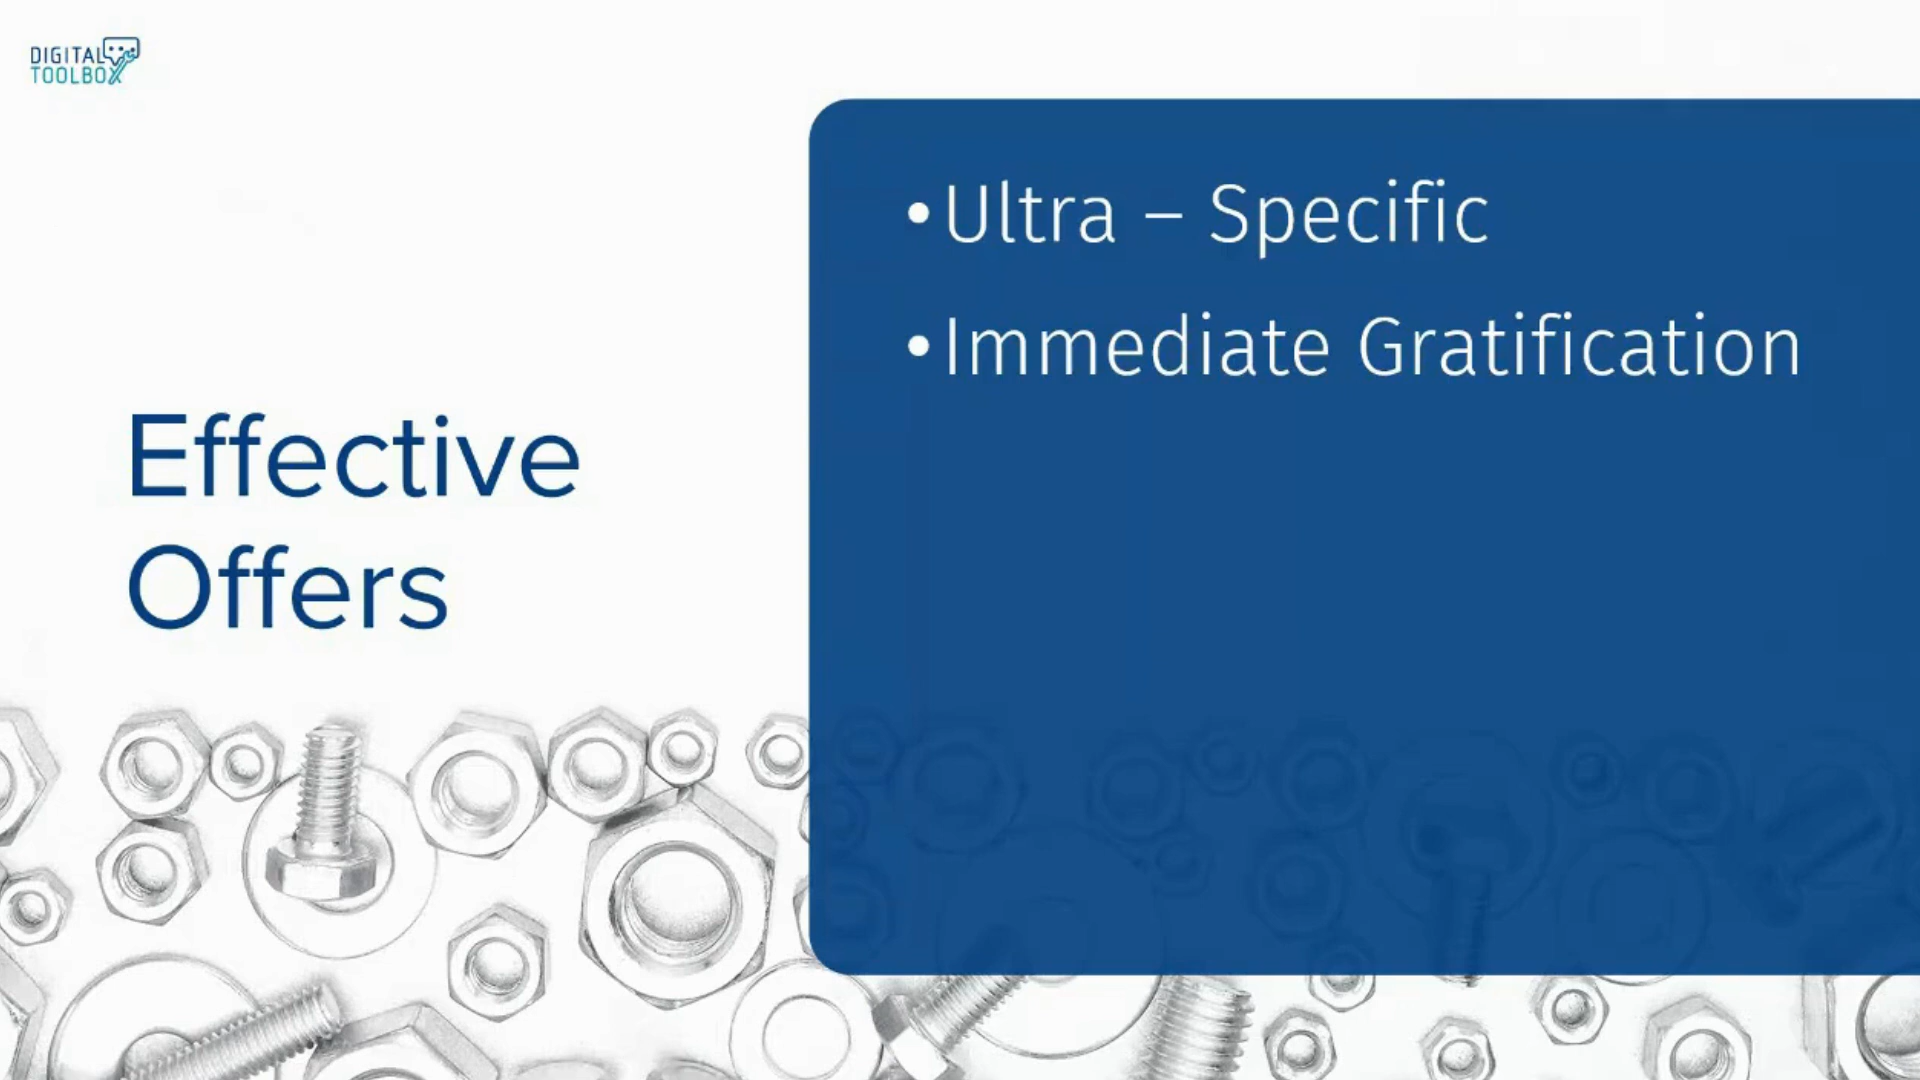 DIGITAL
TOOLBOX
Effective
Offers
•Ultra – Specific
•Immediate Gratification